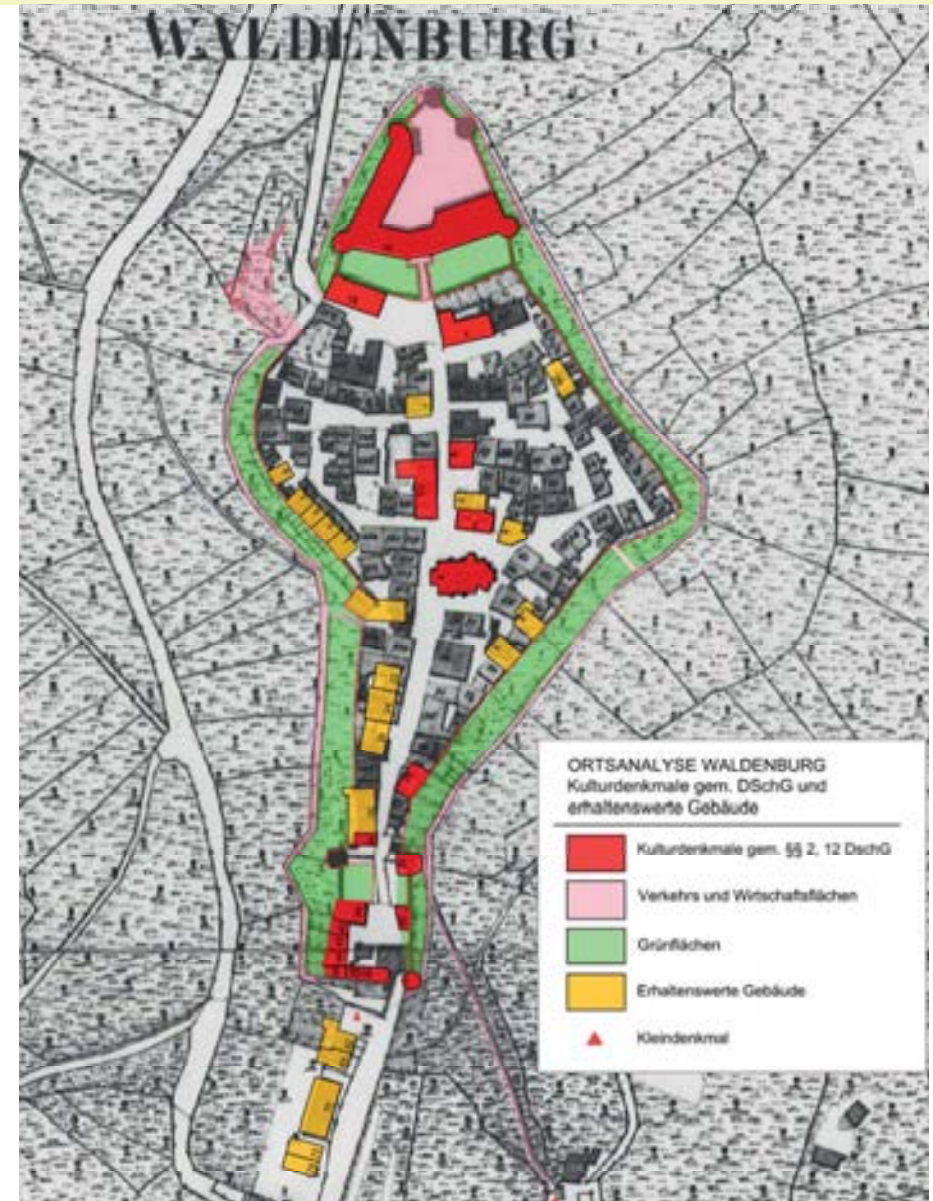 WALDENBURG
ORTSANALYSE WALDENBURG
Kulturdenkmale gem. DSchG und
erhaltenswerte Gebäude
Kulturdenkmale gem. §§ 2, 12 DschG
Verkehrs und Wirtschaftsflächen
Grünflächen
Erhaltenswerte Gebäude
Kleindenkmal